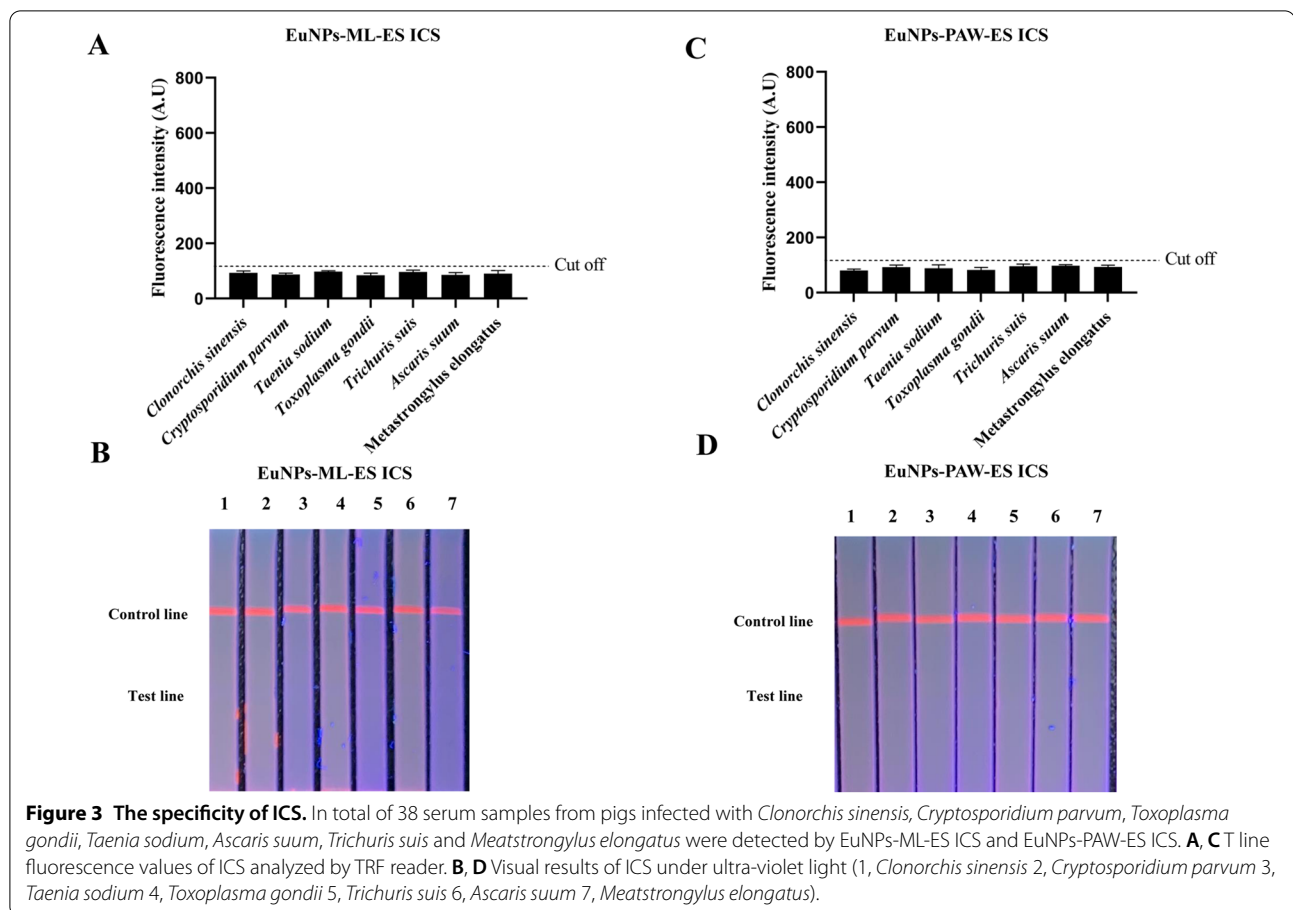 A
EuNPs-ML-ES ICS
Fluorescence intensity (A.U)
800
600
400
200
0
Cut off
Clonorchis sinensis
Cryptosporidium parvum
Taenia sodium
Toxoplasma gondii
Trichuris suis
Ascaris suum
Metastrongylus elongatus
C
EuNPs-PAW-ES ICS
Fluorescence intensity (A.U)
800
600
400
200
0
Cut off
Clonorchis sinensis
Cryptosporidium parvum
Taenia sodium
Toxoplasma gondii
Trichuris suis
Ascaris suum
Metastrongylus elongatus
B
EuNPs-ML-ES ICS
1 2 3 4 5 6 7
Control line
Test line
D
EuNPs-PAW-ES ICS
1 2 3 4 5 6 7
Control line
Test line
Figure 3 The specificity of ICS. In total of 38 serum samples from pigs infected with Clonorchis sinensis, Cryptosporidium parvum, Toxoplasma
gondii, Taenia sodium, Ascaris suum, Trichuris suis and Meatstrongylus elongatus were detected by EuNPs-ML-ES ICS and EuNPs-PAW-ES ICS. A, C T line
fluorescence values of ICS analyzed by TRF reader. B, D Visual results of ICS under ultra-violet light (1, Clonorchis sinensis 2, Cryptosporidium parvum 3,
Taenia sodium 4, Toxoplasma gondii 5, Trichuris suis 6, Ascaris suum 7, Meatstrongylus elongatus).